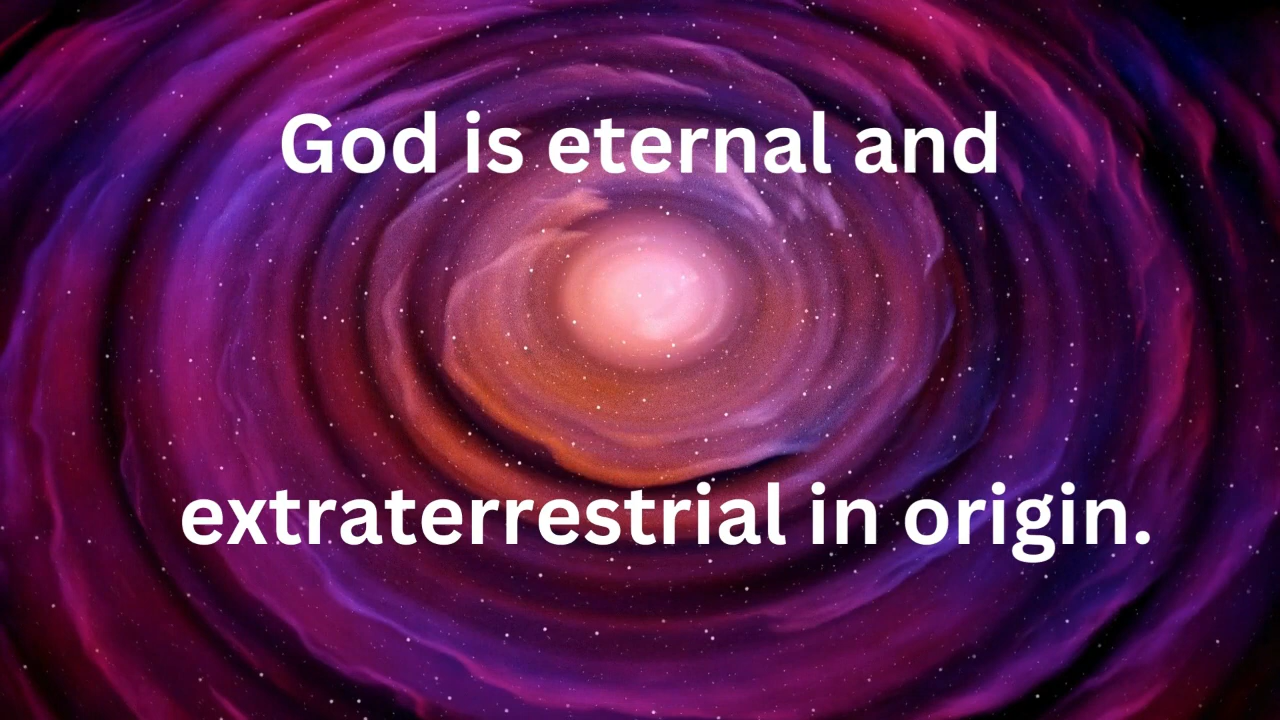 God is eternal and
extraterrestrial in origin.